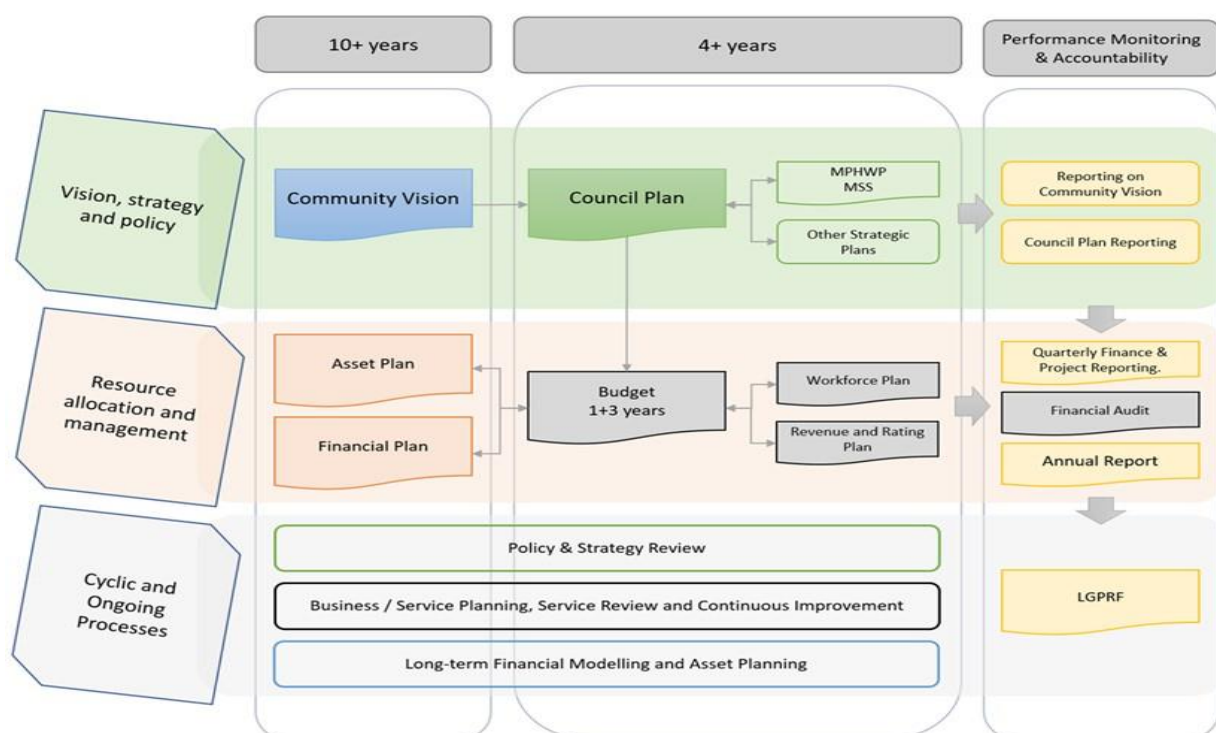 10+ years
4+ years
Performance Monitoring
& Accountability
Vision, strategy
and policy
Community Vision
Council Plan
MPHWP
MSS
Other Strategic
Plans
Reporting on
Community Vision
Council Plan Reporting
Resource
allocation and
management
Asset Plan
Financial Plan
Budget
1+3 years
Workforce Plan
Revenue and Rating
Plan
Quarterly Finance &
Project Reporting.
Financial Audit
Annual Report
Cyclic and
Ongoing
Processes
Policy & Strategy Review
Business / Service Planning, Service Review and Continuous Improvement
Long-term Financial Modelling and Asset Planning
LGPRF